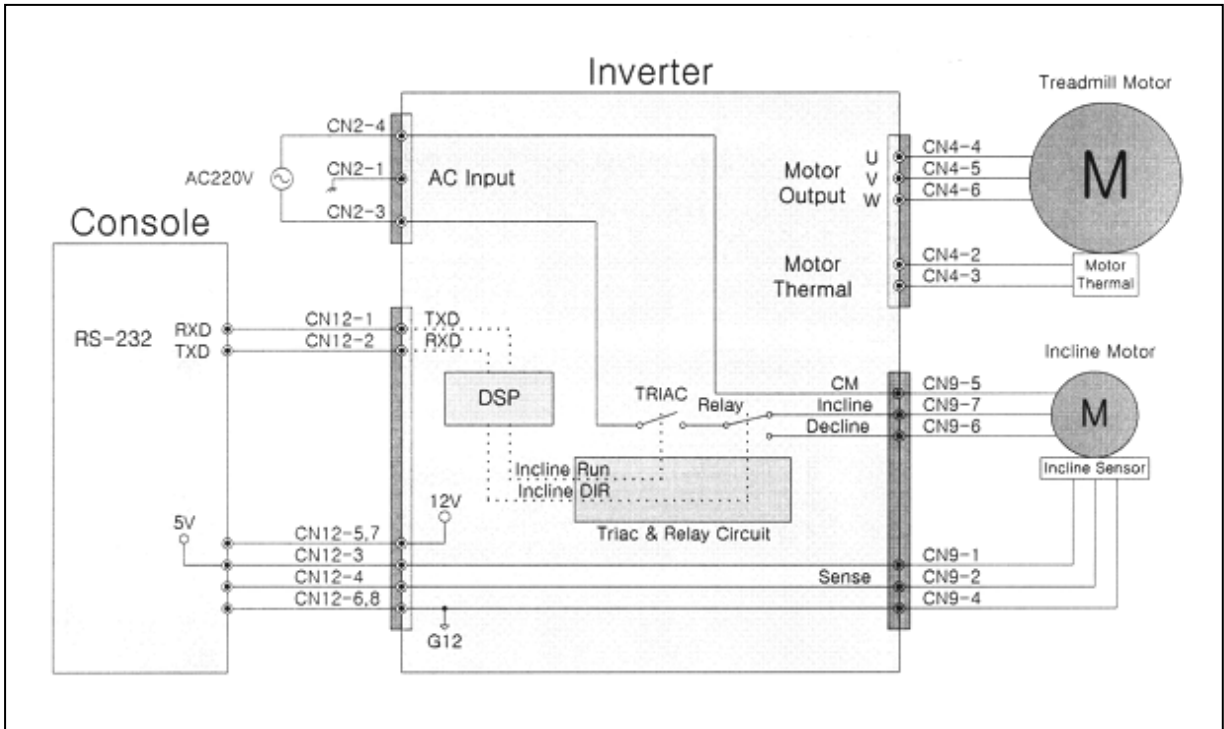 Inverter
Treadmill Motor
CN2-4
AC220V
CN2-1
AC Input
CN2-3
Motor Output
U
V
W
CN4-4
CN4-5
CN4-6
M
Motor Thermal
CN4-2
CN4-3
Motor
Thermal
Console
RS-232
RXD
TXD
CN12-1
CN12-2
TXD
RXD
DSP
TRIAC
Relay
CM
Incline
Decline
CN9-5
CN9-7
CN9-6
Incline Motor
M
Incline Sensor
Incline Run
Incline DIR
Triac & Relay Circuit
5V
12V
CN12-5,7
CN12-3
CN12-4
CN12-6,8
G12
Sense
CN9-1
CN9-2
CN9-4